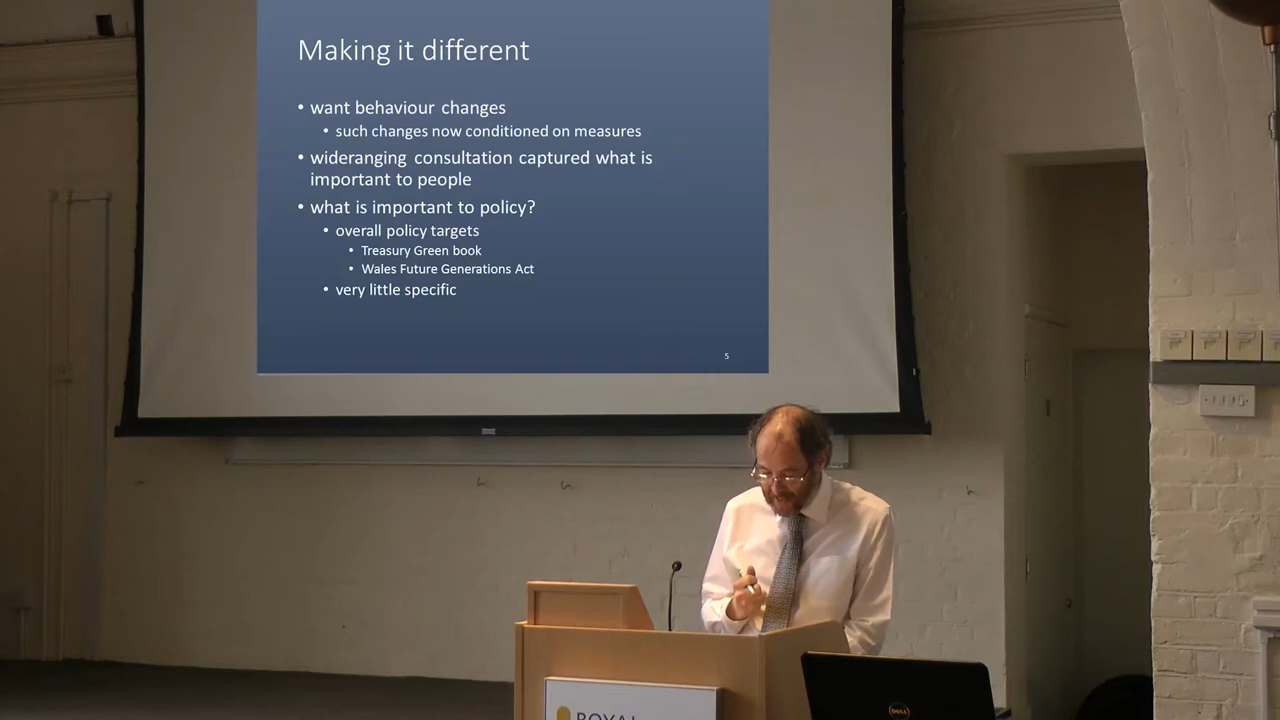 Making it different
• want behaviour changes
• such changes now conditioned on measures
• wideranging consultation captured what is
important to people
• what is important to policy?
• overall policy targets
• Treasury Green book
• Wales Future Generations Act
• very little specific
5
ROYAL
DELL